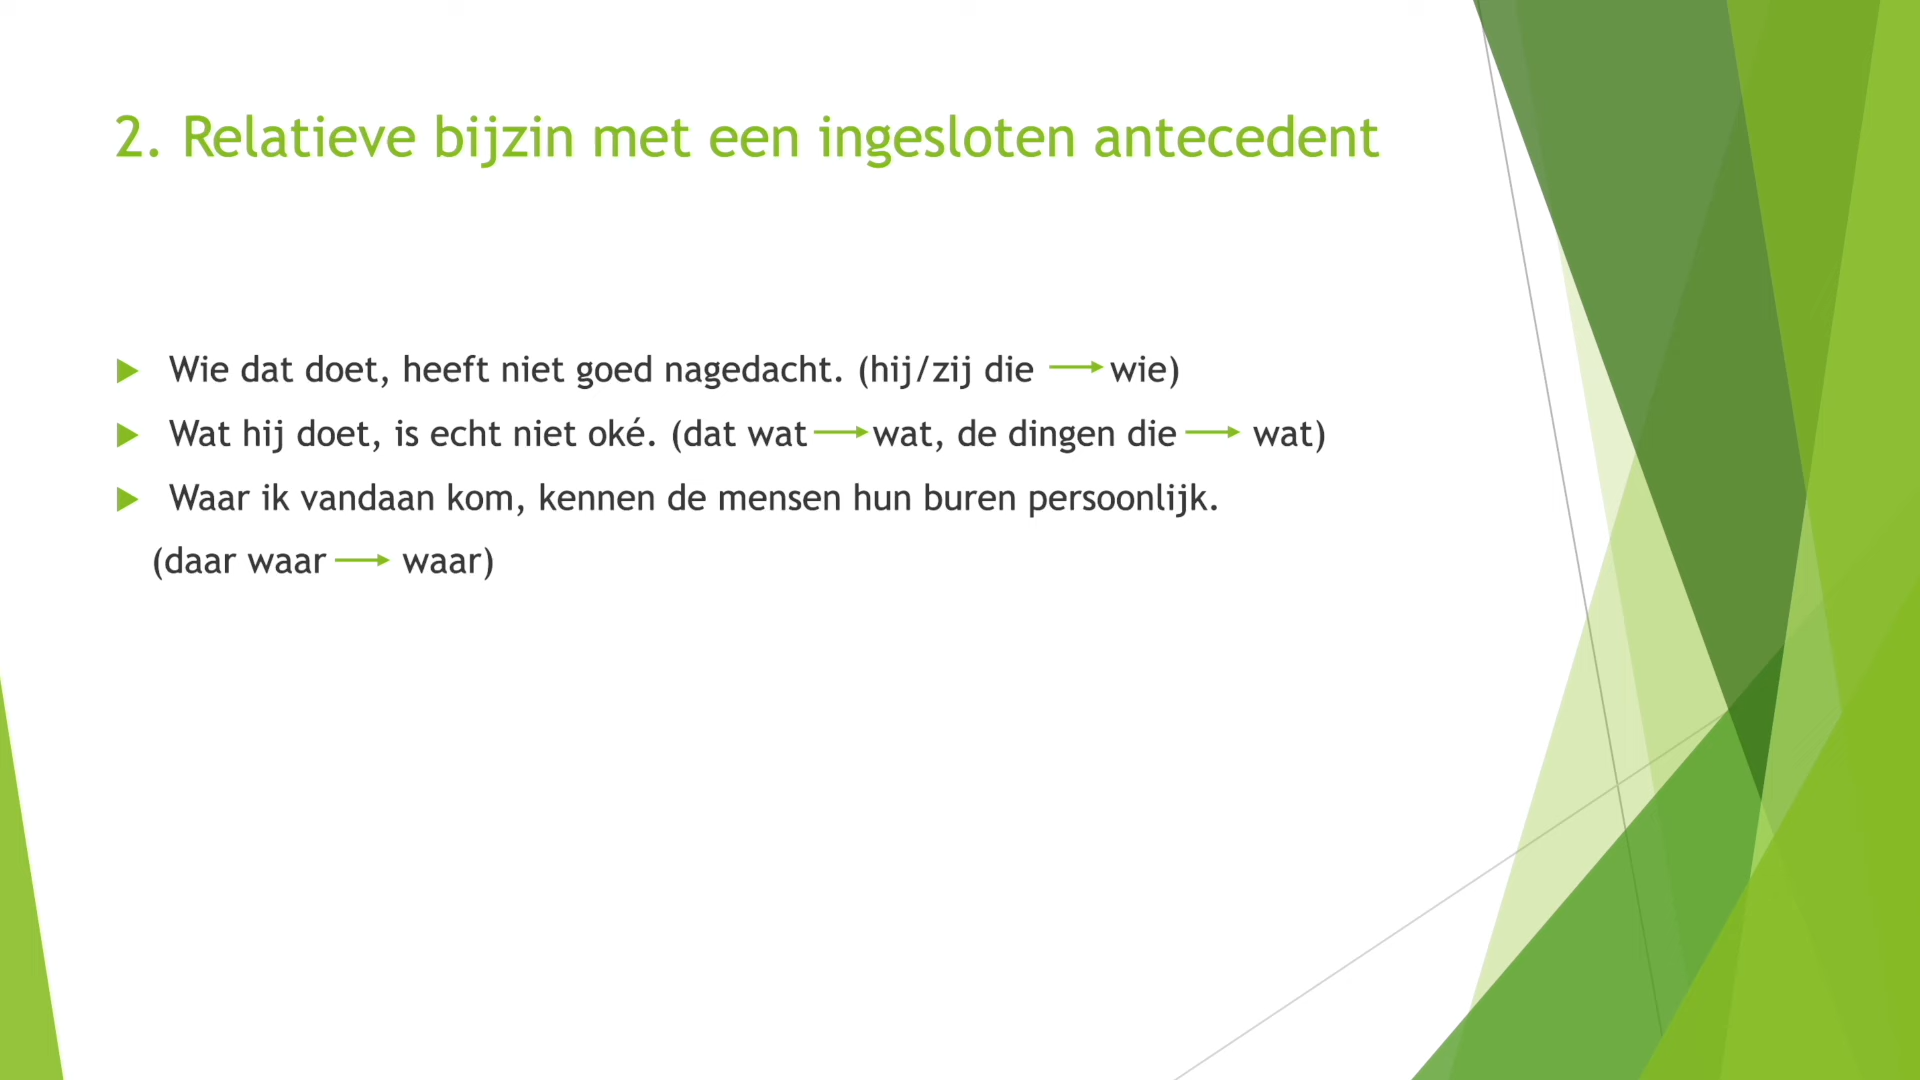 2. Relatieve bijzin met een ingesloten antecedent
Wie dat doet, heeft niet goed nagedacht. (hij/zij die → wie)
Wat hij doet, is echt niet oké. (dat wat → wat, de dingen die → wat)
Waar ik vandaan kom, kennen de mensen hun buren persoonlijk.
(daar waar → waar)